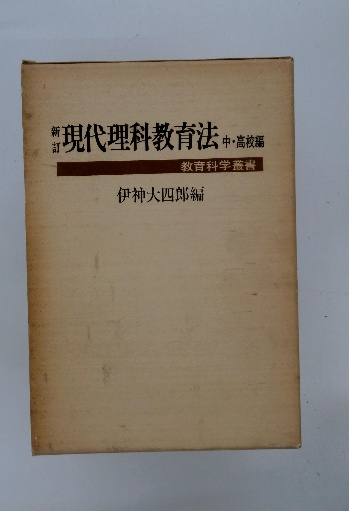 新訂 現代理科教育法 中・高校編
教育科学叢書
伊神大四郎編